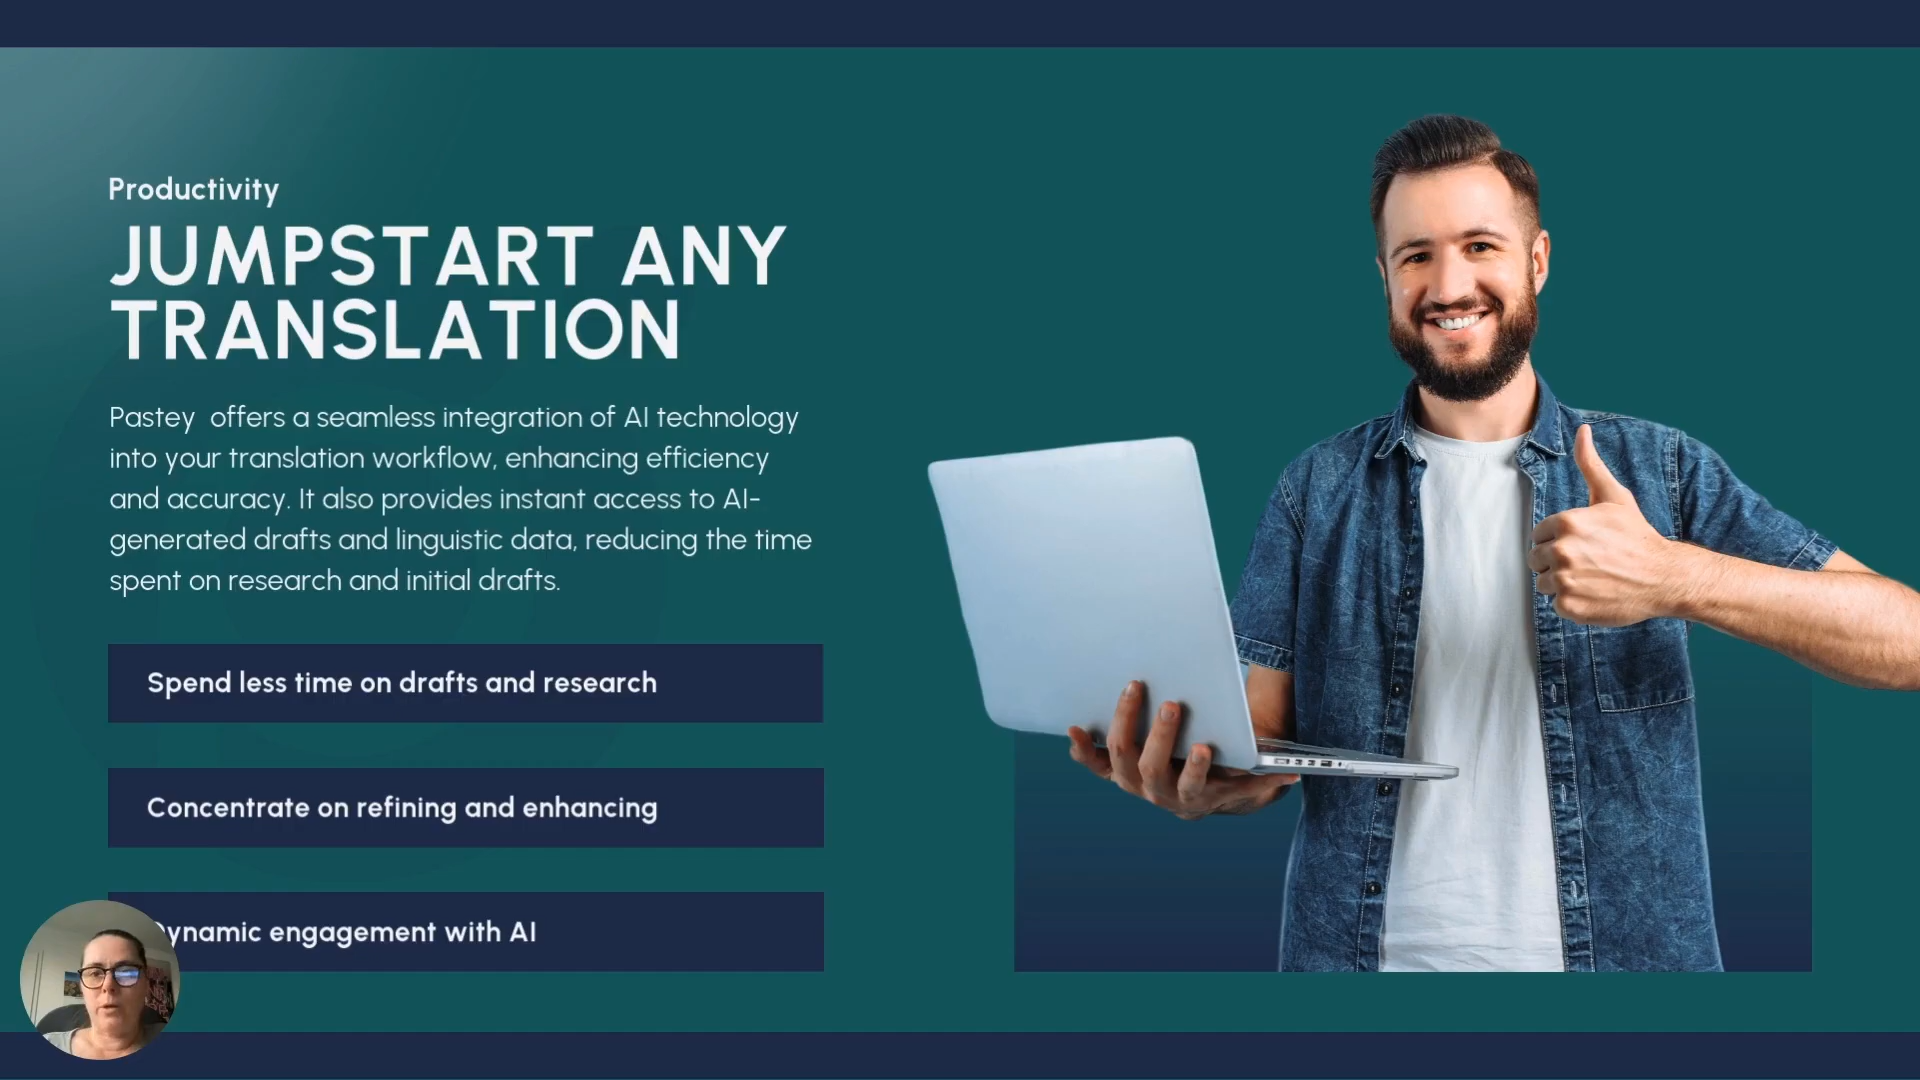 Productivity
JUMPSTART ANY
TRANSLATION
Pastey offers a seamless integration of AI technology
into your translation workflow, enhancing efficiency
and accuracy. It also provides instant access to AI-
generated drafts and linguistic data, reducing the time
spent on research and initial drafts.
Spend less time on drafts and research
Concentrate on refining and enhancing
Dynamic engagement with AI